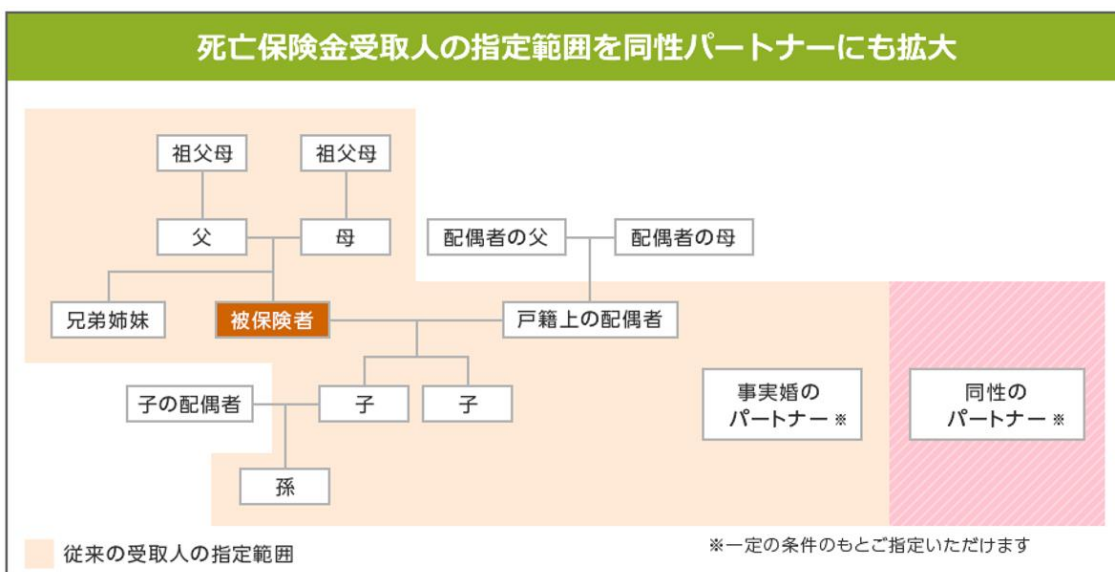 死亡保険金受取人の指定範囲を同性パートナーにも拡大
祖父母
祖父母
父
母
配偶者の父
配偶者の母
兄弟姉妹
被保険者
戸籍上の配偶者
子の配偶者
子
子
事実婚の
パートナー※
同性の
パートナー※
孫
従来の受取人の指定範囲
※一定の条件のもとご指定いただけます